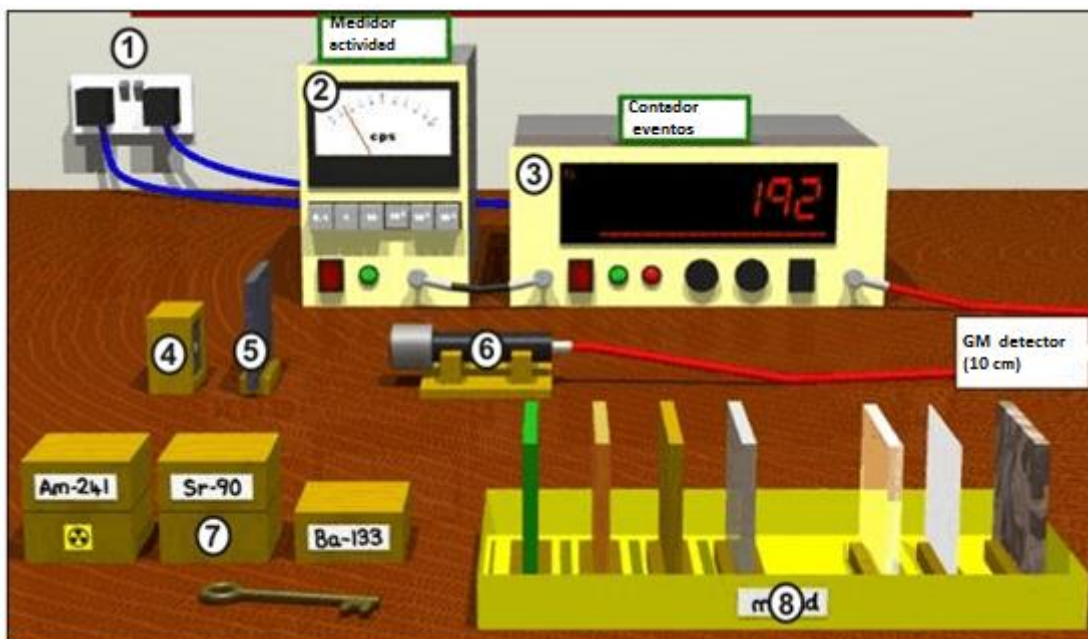 Medidor
actividad
1
2
cps
Contador
eventos
3
192
4
5
6
GM detector
(10 cm)
Am-241
Sr-90
7
Ba-133
8